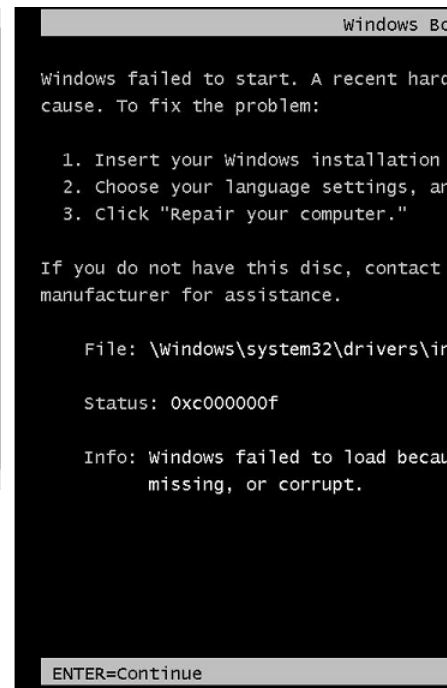 Windows Bo
Windows failed to start. A recent hard
cause. To fix the problem:
1. Insert your Windows installation
2. Choose your language settings, an
3. Click "Repair your computer."
If you do not have this disc, contact
manufacturer for assistance.
File: \Windows\system32\drivers\in
Status: 0xc000000f
Info: Windows failed to load becau
missing, or corrupt.
ENTER=Continue